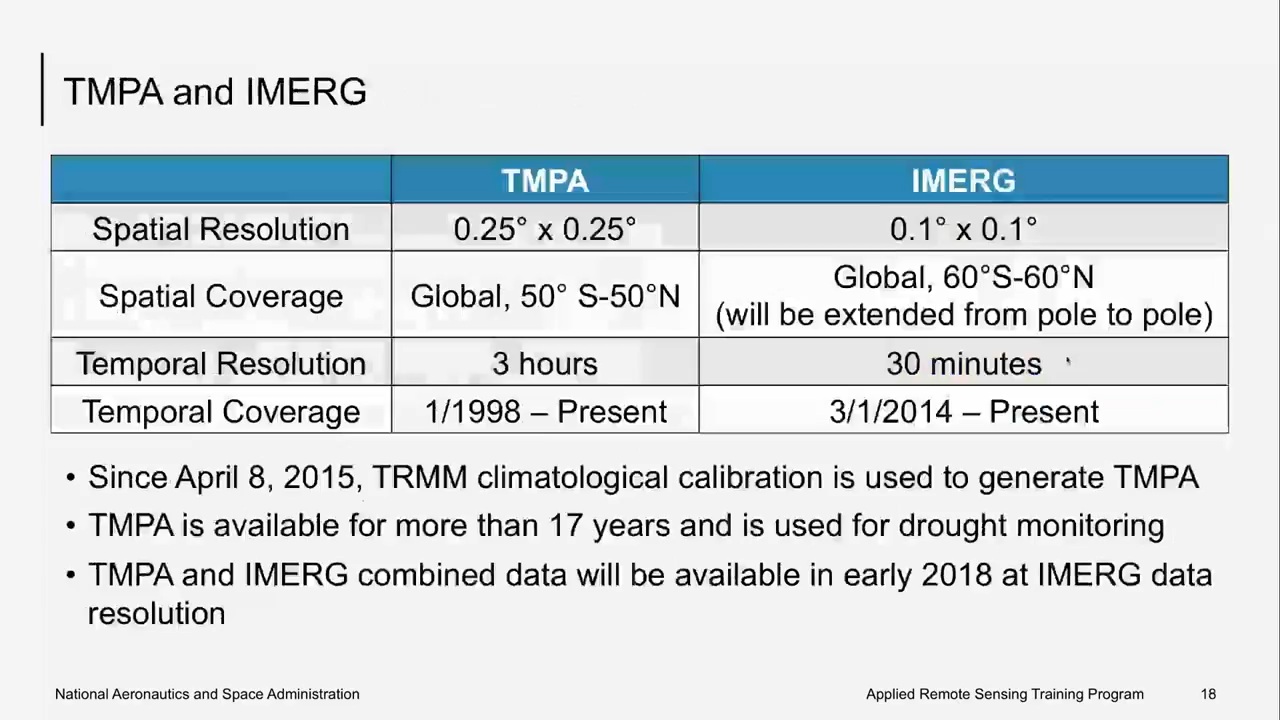 TMPA and IMERG
TMPA IMERG
Spatial Resolution 0.25° x 0.25° 0.1° x 0.1°
Spatial Coverage Global, 50° S-50°N Global, 60°S-60°N
(will be extended from pole to pole)
Temporal Resolution 3 hours 30 minutes
Temporal Coverage 1/1998 – Present 3/1/2014 – Present
• Since April 8, 2015, TRMM climatological calibration is used to generate TMPA
• TMPA is available for more than 17 years and is used for drought monitoring
• TMPA and IMERG combined data will be available in early 2018 at IMERG data
resolution
National Aeronautics and Space Administration Applied Remote Sensing Training Program 18